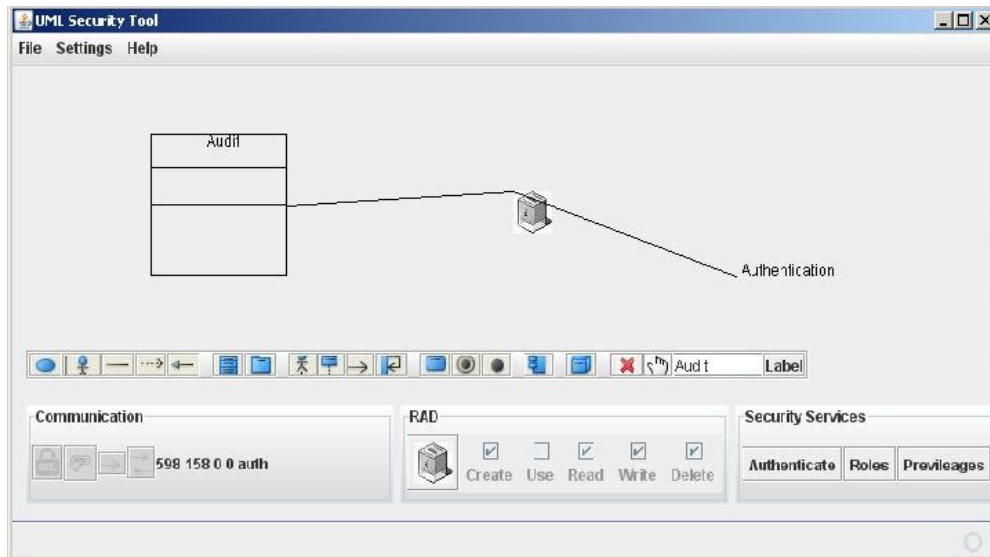 UML Security Tool
File Settings Help
Audit
Authentication
Audit Label
Communication
598 158 0 0 auth
RAD
Create Use Read Write Delete
Security Services
Authenticate Roles Previleages